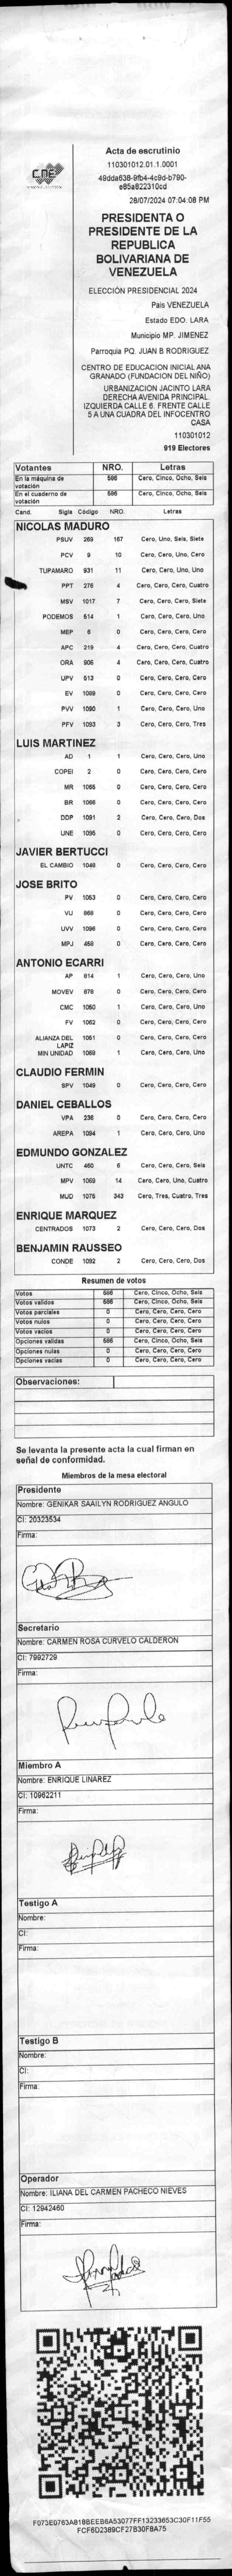 CNE
Acta de escrutinio
110301012.01.1.0001
49dda638-9fb4-4c9d-b790-
e85a822310cd
28/07/2024 07:04:08 PM
PRESIDENTA O
PRESIDENTE DE LA
REPUBLICA
BOLIVARIANA DE
VENEZUELA
ELECCIÓN PRESIDENCIAL 2024
País VENEZUELA
Estado EDO. LARA
Municipio MP. JIMENEZ
Parroquia PQ. JUAN B RODRIGUEZ
CENTRO DE EDUCACION INICIAL ANA
GRANADO (FUNDACION DEL NIÑO)
URBANIZACION JACINTO LARA
DERECHA AVENIDA PRINCIPAL.
IZQUIERDA CALLE 6. FRENTE CALLE
5 A UNA CUADRA DEL INFOCENTRO
CASA
110301012
919 Electores
Votantes NRO. Letras
En la máquina de votación 586 Cero, Cinco, Ocho, Seis
En el cuaderno de votación 586 Cero, Cinco, Ocho, Seis
Cand. Sigla Código NRO. Letras
NICOLAS MADURO
PSUV 269 167 Cero, Uno, Seis, Siete
PCV 9 10 Cero, Cero, Uno, Cero
TUPAMARO 931 11 Cero, Cero, Uno, Uno
PPT 276 4 Cero, Cero, Cero, Cuatro
MSV 1017 7 Cero, Cero, Cero, Siete
PODEMOS 514 1 Cero, Cero, Cero, Uno
MEP 6 0 Cero, Cero, Cero, Cero
APC 219 4 Cero, Cero, Cero, Cuatro
ORA 906 4 Cero, Cero, Cero, Cuatro
UPV 513 0 Cero, Cero, Cero, Cero
EV 1089 0 Cero, Cero, Cero, Cero
PVV 1090 1 Cero, Cero, Cero, Uno
PFV 1093 3 Cero, Cero, Cero, Tres
LUIS MARTINEZ
AD 1 1 Cero, Cero, Cero, Uno
COPEI 2 0 Cero, Cero, Cero, Cero
MR 1055 0 Cero, Cero, Cero, Cero
BR 1066 0 Cero, Cero, Cero, Cero
DDP 1091 2 Cero, Cero, Cero, Dos
UNE 1095 0 Cero, Cero, Cero, Cero
JAVIER BERTUCCI
EL CAMBIO 1048 0 Cero, Cero, Cero, Cero
JOSE BRITO
PV 1053 0 Cero, Cero, Cero, Cero
VU 868 0 Cero, Cero, Cero, Cero
UVV 1096 0 Cero, Cero, Cero, Cero
MPJ 458 0 Cero, Cero, Cero, Cero
ANTONIO ECARRI
AP 814 1 Cero, Cero, Cero, Uno
MOVEV 878 0 Cero, Cero, Cero, Cero
CMC 1050 1 Cero, Cero, Cero, Uno
FV 1062 0 Cero, Cero, Cero, Cero
ALIANZA DEL LAPIZ 1051 0 Cero, Cero, Cero, Cero
MIN UNIDAD 1058 1 Cero, Cero, Cero, Uno
CLAUDIO FERMIN
SPV 1049 0 Cero, Cero, Cero, Cero
DANIEL CEBALLOS
VPA 236 0 Cero, Cero, Cero, Cero
AREPA 1094 1 Cero, Cero, Cero, Uno
EDMUNDO GONZALEZ
UNTC 460 6 Cero, Cero, Cero, Seis
MPV 1069 14 Cero, Cero, Uno, Cuatro
MUD 1075 343 Cero, Tres, Cuatro, Tres
ENRIQUE MARQUEZ
CENTRADOS 1073 2 Cero, Cero, Cero, Dos
BENJAMIN RAUSSEO
CONDE 1092 2 Cero, Cero, Cero, Dos
Resumen de votos
Votos 586 Cero, Cinco, Ocho, Seis
Votos validos 586 Cero, Cinco, Ocho, Seis
Votos parciales 0 Cero, Cero, Cero, Cero
Votos nulos 0 Cero, Cero, Cero, Cero
Votos vacios 0 Cero, Cero, Cero, Cero
Opciones validas 586 Cero, Cinco, Ocho, Seis
Opciones nulas 0 Cero, Cero, Cero, Cero
Opciones vacias 0 Cero, Cero, Cero, Cero
Observaciones:
Se levanta la presente acta la cual firman en
señal de conformidad.
Miembros de la mesa electoral
Presidente
Nombre: GENIKAR SAAILYN RODRIGUEZ ANGULO
CI: 20323534
Firma:
Secretario
Nombre: CARMEN ROSA CURVELO CALDERON
CI: 7992729
Firma:
Miembro A
Nombre: ENRIQUE LINAREZ
CI: 10962211
Firma:
Testigo A
Nombre:
CI:
Firma:
Testigo B
Nombre:
CI:
Firma:
Operador
Nombre: ILIANA DEL CARMEN PACHECO NIEVES
CI: 12942460
Firma:
F073E9763A818BEEB6A53077FF13233653C30F11F55
FCF6D2389CF27B30F8A75